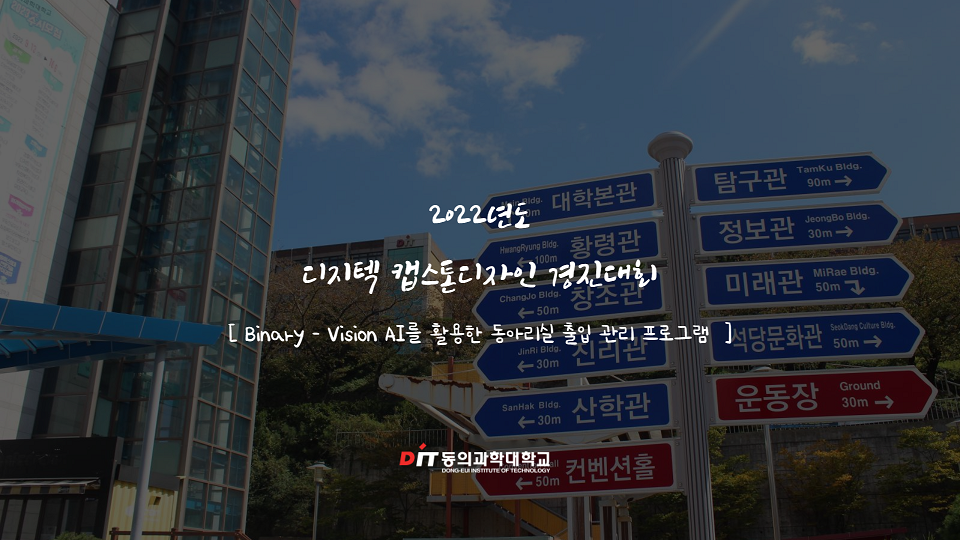 2022년도
디지텍 캡스톤디자인 경진대회
[ Binary - Vision AI를 활용한 동아리실 출입 관리 프로그램 ]
DIT 동의과학대학교
DONG-EUI INSTITUTE OF TECHNOLOGY
대학본관
HwangRyung Bldg.
← 100m
황령관
ChangJo Bldg.
← 50m
창조관
JinRi Bldg.
← 30m
진리관
SanHak Bldg.
← 30m
산학관
← 50m
컨벤션홀
탐구관
TamKu Bldg.
90m →
정보관
JeongBo Bldg.
30m →
미래관
MiRae Bldg.
50m
석당문화관
SeokDang Culture Bldg.
50m →
운동장
Ground
30m →